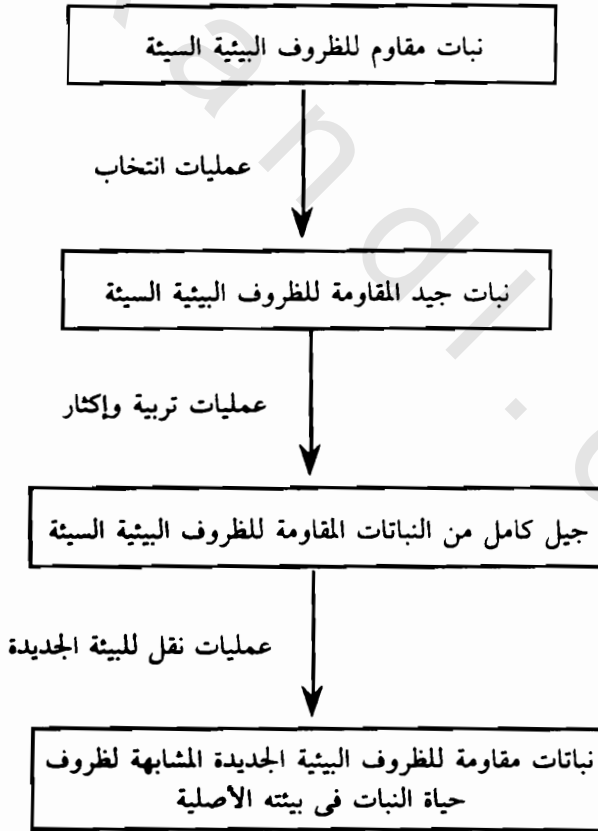 نبات مقاوم للظروف البيئية السيئة
عمليات انتخاب
نبات جيد المقاومة للظروف البيئية السيئة
عمليات تربية وإكثار
جيل كامل من النباتات المقاومة للظروف البيئية السيئة
عمليات نقل للبيئة الجديدة
نباتات مقاومة للظروف البيئية الجديدة المشابهة لظروف
حياة النبات فى بيئته الأصلية